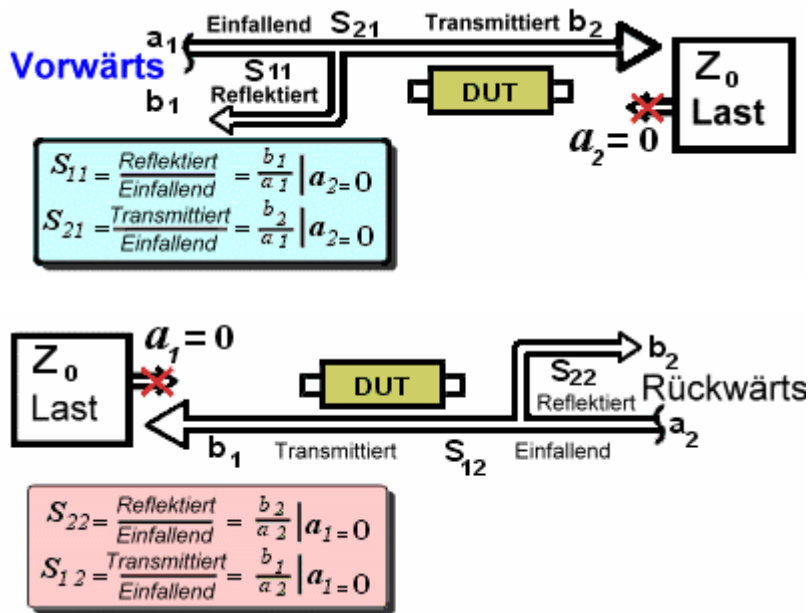 Einfallend S21 Transmittiert b2
a1
Vorwärts S11
b1 Reflektiert DUT
Z0
Last
a2 = 0
S11 = Reflektiert / Einfallend = b1 / a1 | a2 = 0
S21 = Transmittiert / Einfallend = b2 / a1 | a2 = 0
Z0
Last
a1 = 0
DUT
S22 b2
Reflektiert Rückwärts
b1 Transmittiert S12 Einfallend a2
S22 = Reflektiert / Einfallend = b2 / a2 | a1 = 0
S12 = Transmittiert / Einfallend = b1 / a2 | a1 = 0